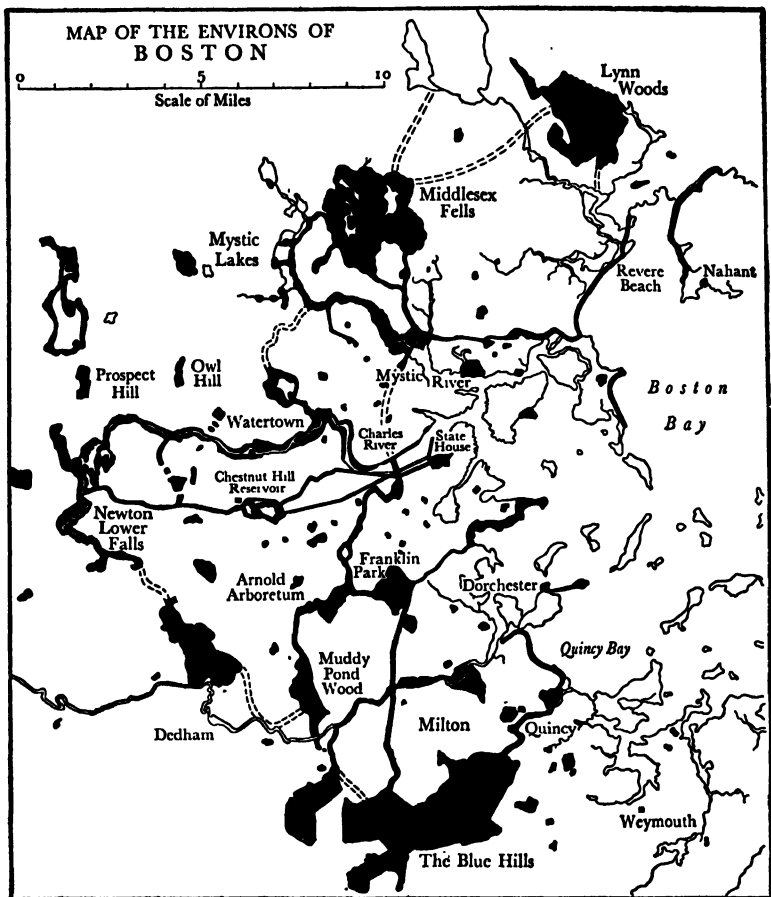 MAP OF THE ENVIRONS OF
BOSTON
0 5 10
Scale of Miles
Lynn
Woods
Middlesex
Fells
Mystic
Lakes
Revere
Beach
Nahant
Prospect
Hill
Owl
Hill
Mystic River
Boston
Bay
Watertown
Charles
River
State
House
Chestnut Hill
Reservoir
Newton
Lower
Falls
Arnold
Arboretum
Franklin
Park
Dorchester
Muddy
Pond
Wood
Quincy Bay
Dedham
Milton
Quincy
Weymouth
The Blue Hills